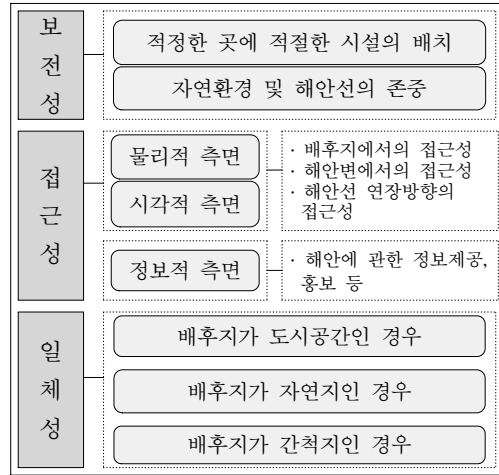 보전성
적정한 곳에 적절한 시설의 배치
자연환경 및 해안선의 존중
접근성
물리적 측면
시각적 측면
· 배후지에서의 접근성
· 해안변에서의 접근성
· 해안선 연장방향의
접근성
정보적 측면
· 해안에 관한 정보제공,
홍보 등
일체성
배후지가 도시공간인 경우
배후지가 자연지인 경우
배후지가 간척지인 경우